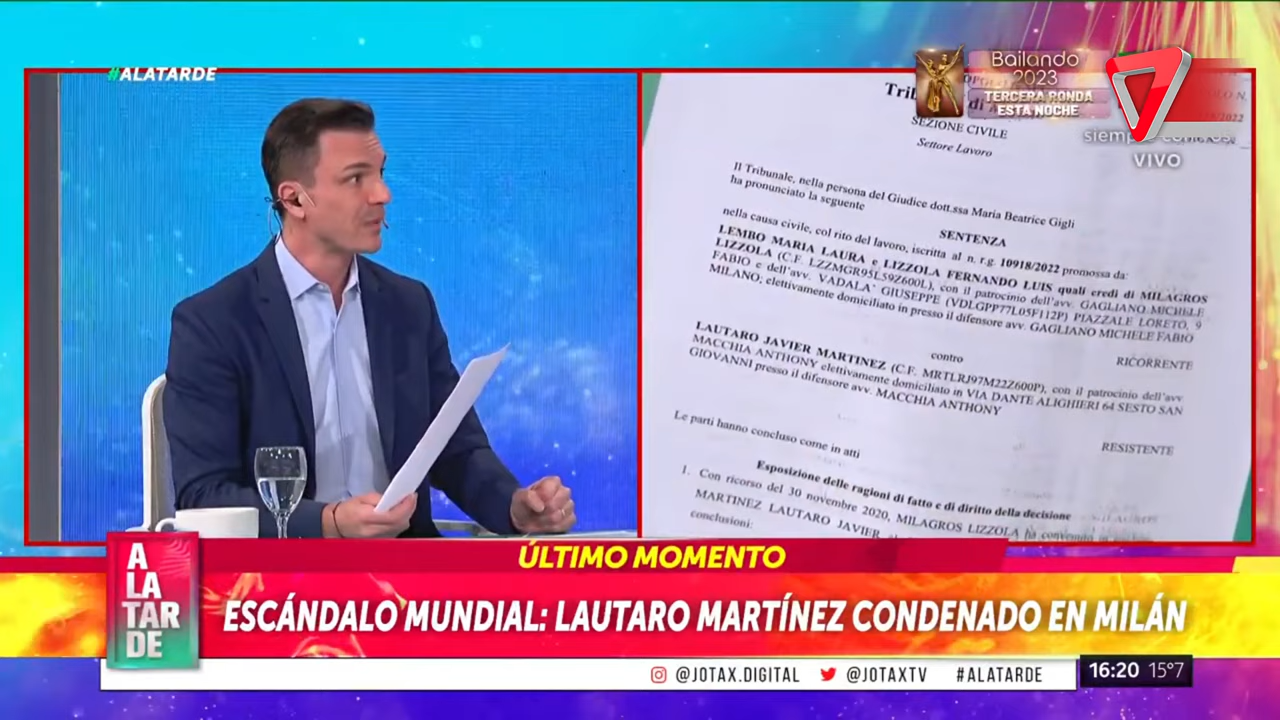 #ALATARDE
Bailando
2023
TERCERA RONDA
ESTA NOCHE
VIVO
SEZIONE CIVILE
Settore Lavoro
Il Tribunale, nella persona del Giudice dott.ssa Maria Beatrice Gigli
ha pronunciato la seguente
SENTENZA
nella causa civile, col rito del lavoro, iscritta al n. r.g. 10918/2022 promossa da:
LEMBO MARIA LAURA e LIZZOLA FERNANDO LUIS quali eredi di MILAGROS
LIZZOLA (C.F. LZZMGR95L59Z600L), con il patrocinio dell'avv. GAGLIANO MICHELE
FABIO e dell'avv. VADALA' GIUSEPPE (VDLGPP77L05F112P) PIAZZALE LORETO, 9
MILANO; elettivamente domiciliato in presso il difensore avv. GAGLIANO MICHELE FABIO
RICORRENTE
contro
LAUTARO JAVIER MARTINEZ (C.F. MRTLRJ97M22Z600P), con il patrocinio dell'avv
MACCHIA ANTHONY elettivamente domiciliato in VIA DANTE ALIGHIERI 64 SESTO SAN
GIOVANNI presso il difensore avv. MACCHIA ANTHONY
RESISTENTE
Le parti hanno concluso come in atti
Esposizione delle ragioni di fatto e di diritto della decisione
1. Con ricorso del 30 novembre 2020, MILAGROS LIZZOLA ha convenuto in
MARTINEZ LAUTARO JAVIER,
conclusioni:
ÚLTIMO MOMENTO
A
LA
TAR
DE
ESCÁNDALO MUNDIAL: LAUTARO MARTÍNEZ CONDENADO EN MILÁN
@JOTAX.DIGITAL @JOTAXTV #ALATARDE
16:20 15°7